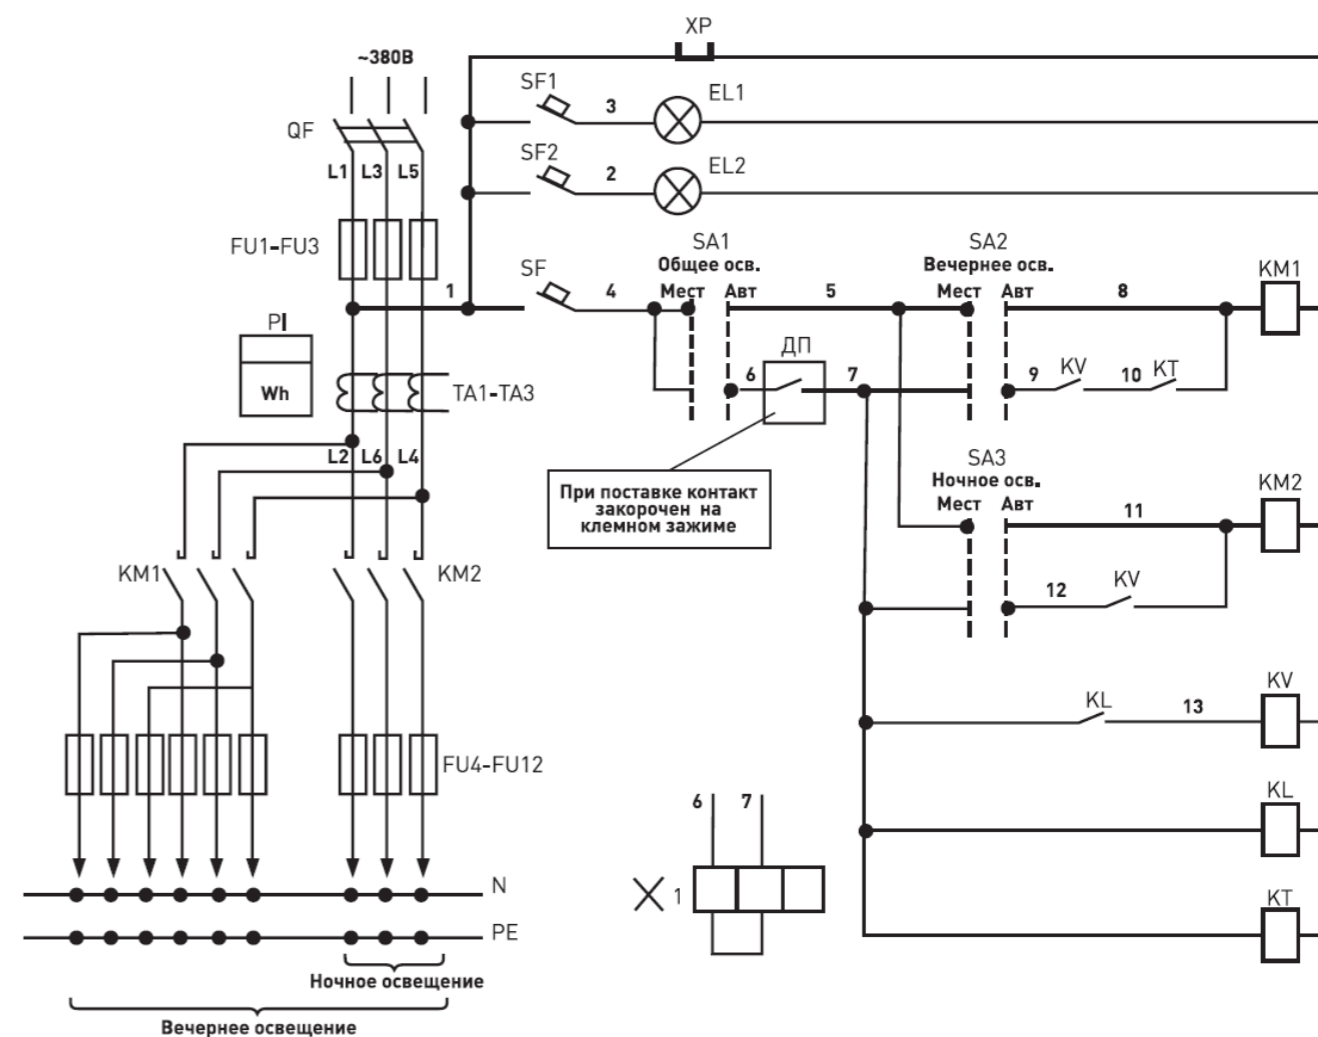 XP
~380В
SF1
3
EL1
QF
SF2
2
EL2
L1 L3 L5
FU1-FU3
SA1
Общее осв.
Мест Авт
SA2
Вечернее осв.
Мест Авт
SF
4
5
8
KM1
1
PI
Wh
TA1-TA3
6
ДП
7
9
KV
10
KT
L2 L6 L4
При поставке контакт
закорочен на
клемном зажиме
SA3
Ночное осв.
Мест Авт
11
KM2
KM1
KM2
12
KV
KL
13
KV
FU4-FU12
6 7
KL
1
N
KT
PE
Ночное освещение
Вечернее освещение